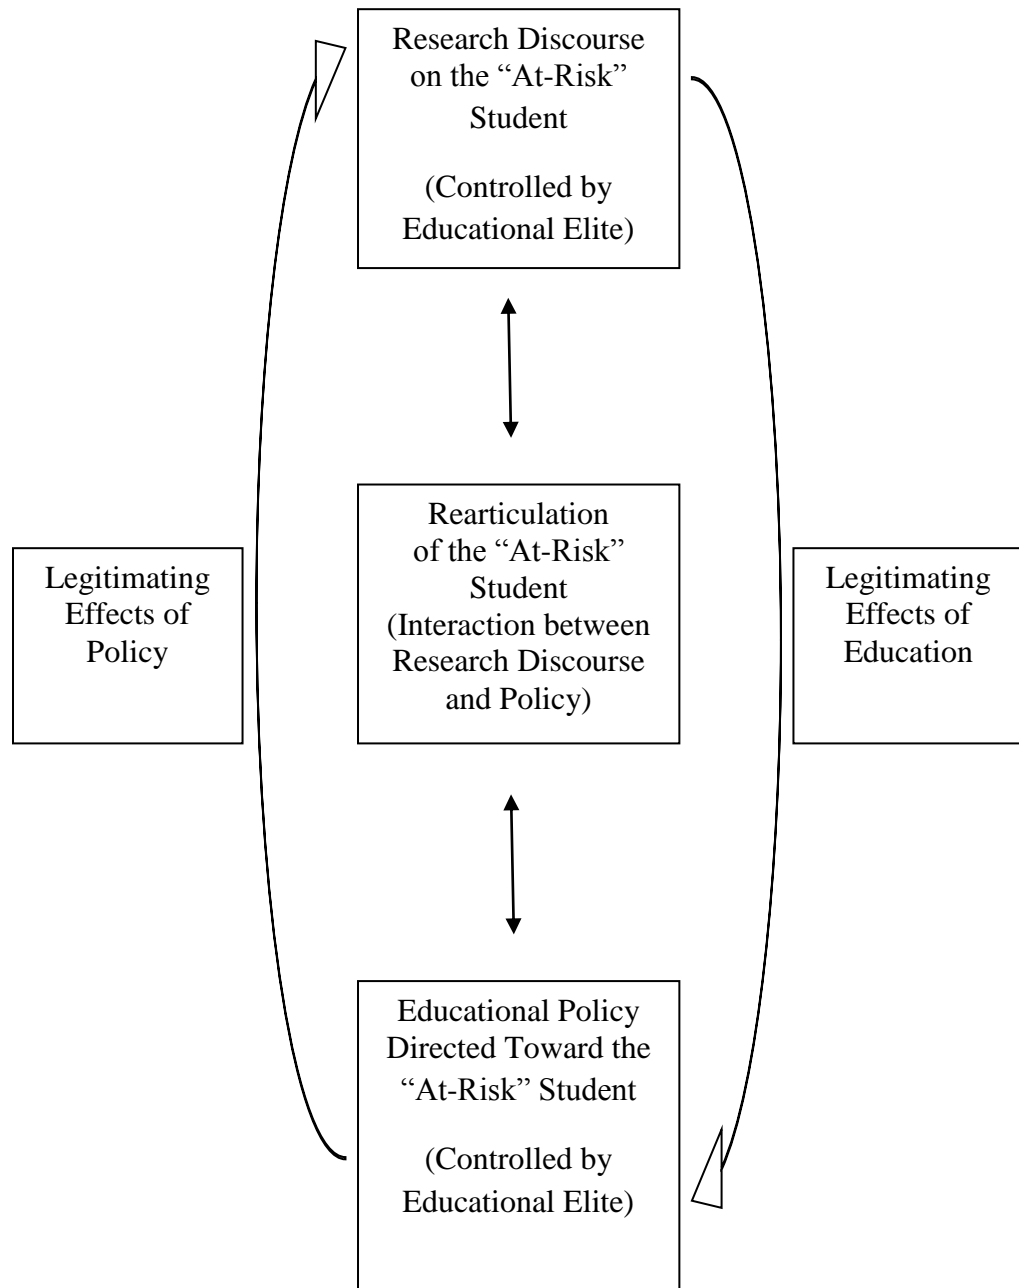 Research Discourse
on the “At-Risk”
Student
(Controlled by
Educational Elite)
Rearticulation
of the “At-Risk”
Student
(Interaction between
Research Discourse
and Policy)
Legitimating
Effects of
Policy
Legitimating
Effects of
Education
Educational Policy
Directed Toward the
“At-Risk” Student
(Controlled by
Educational Elite)